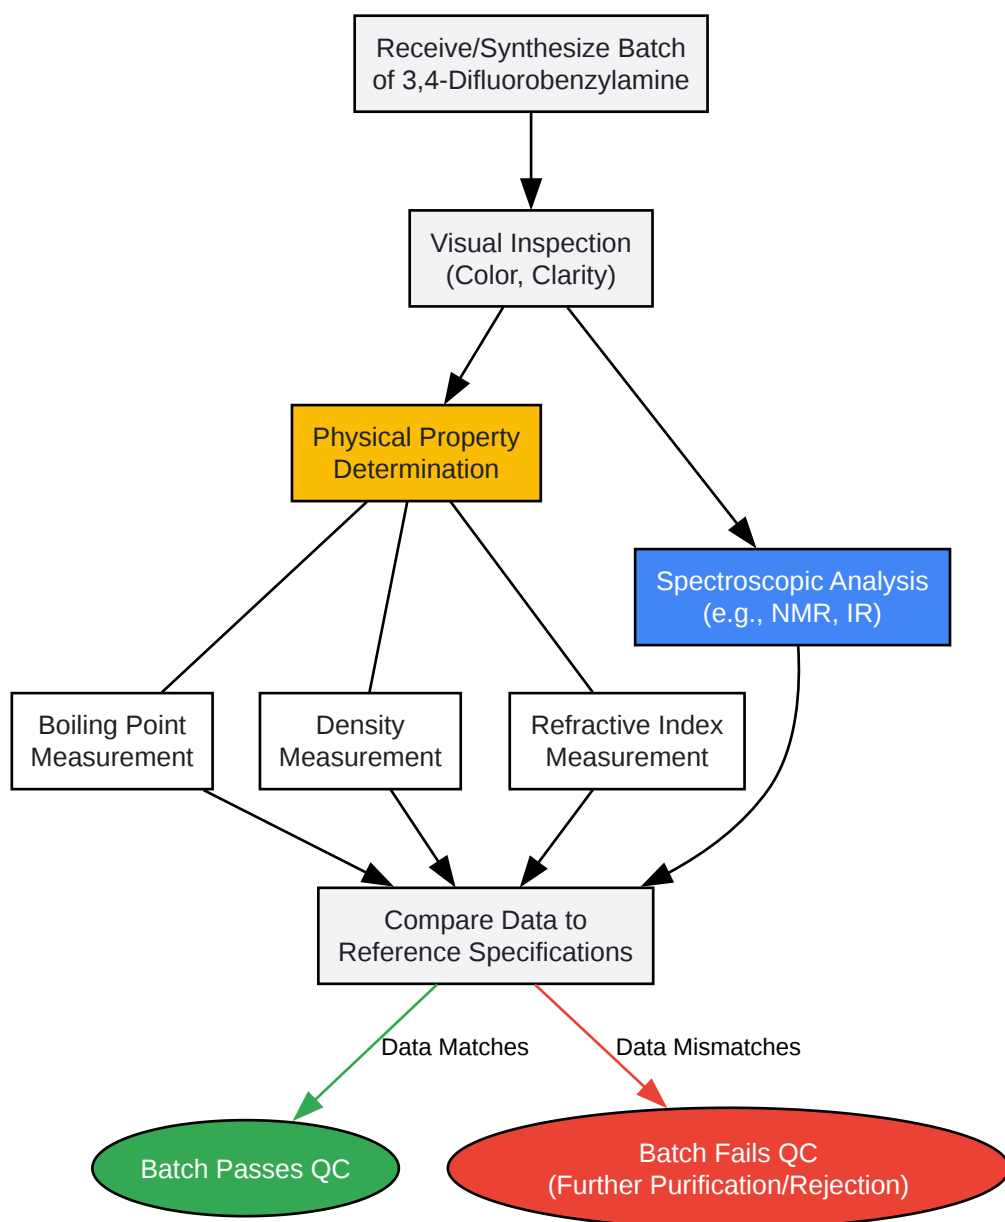 Receive/Synthesize Batch
of 3,4-Difluorobenzylamine
Visual Inspection
(Color, Clarity)
Physical Property
Determination
Spectroscopic Analysis
(e.g., NMR, IR)
Boiling Point
Measurement
Density
Measurement
Refractive Index
Measurement
Compare Data to
Reference Specifications
Data Matches
Data Mismatches
Batch Passes QC
Batch Fails QC
(Further Purification/Rejection)